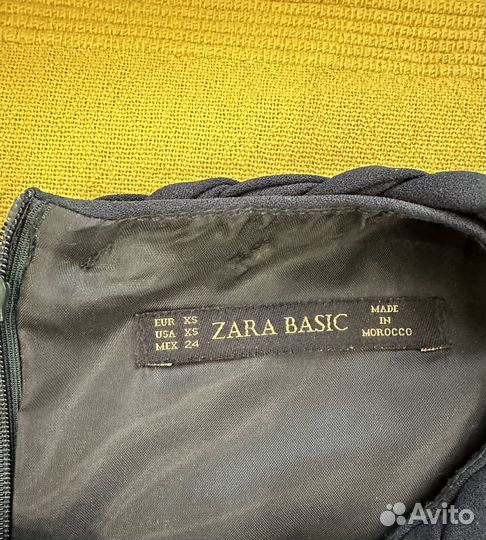 EUR XS
USA XS
MEX 24
ZARA BASIC
MADE
IN
MOROCCO
Avito